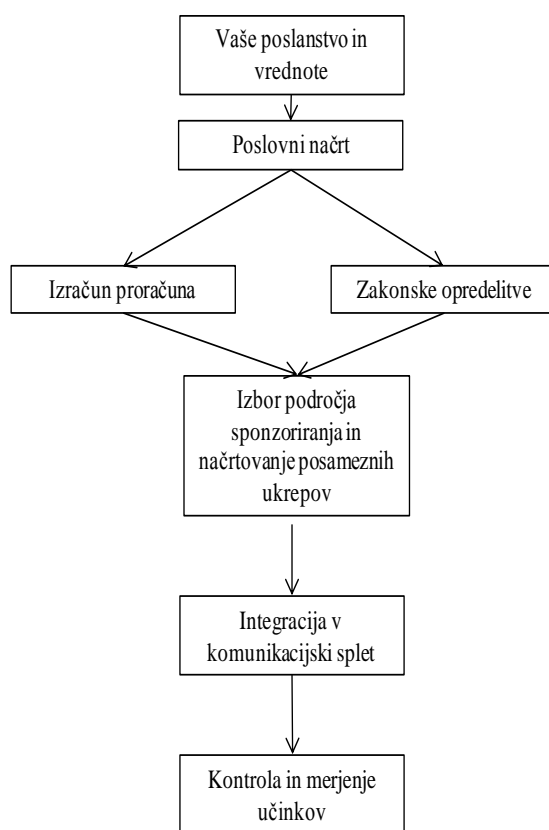 Vaše poslanstvo in
vrednote
Poslovni načrt
Izračun proračuna
Zakonske opredelitve
Izbor področja
sponzoriranja in
načrtovanje posameznih
ukrepov
Integracija v
komunikacijski splet
Kontrola in merjenje
učinkov